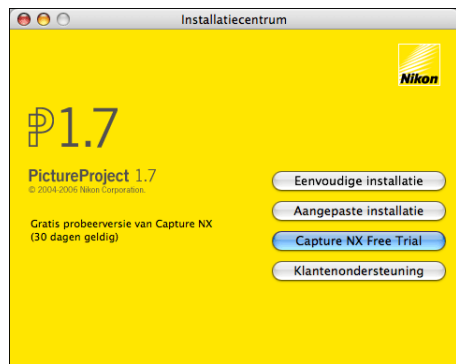 Installatiecentrum
Nikon
P1.7
PictureProject 1.7
© 2004-2006 Nikon Corporation.
Gratis probeerversie van Capture NX
(30 dagen geldig)
Eenvoudige installatie
Aangepaste installatie
Capture NX Free Trial
Klantenondersteuning